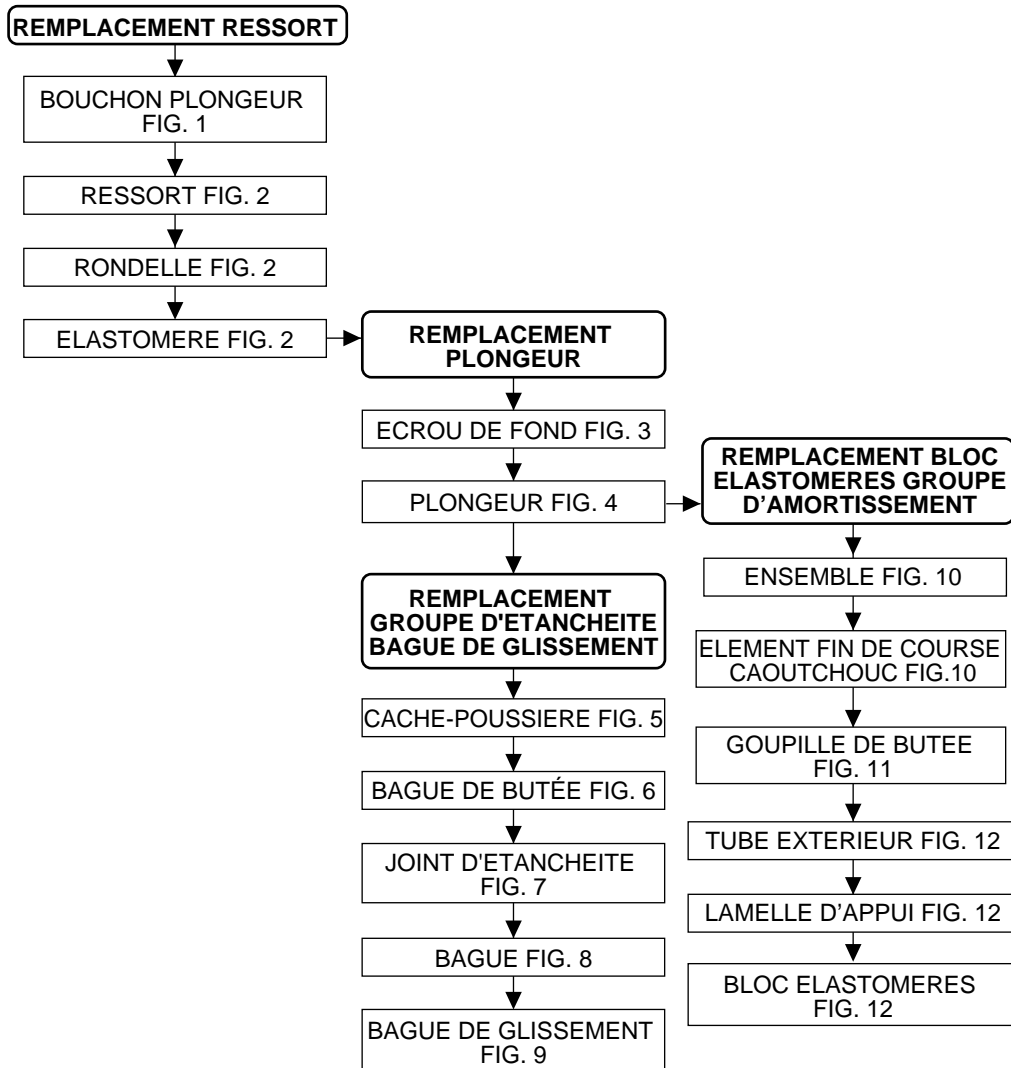 REMPLACEMENT RESSORT
BOUCHON PLONGEUR
FIG. 1
RESSORT FIG. 2
RONDELLE FIG. 2
ELASTOMERE FIG. 2
REMPLACEMENT
PLONGEUR
ECROU DE FOND FIG. 3
PLONGEUR FIG. 4
REMPLACEMENT
GROUPE D'ETANCHEITE
BAGUE DE GLISSEMENT
CACHE-POUSSIERE FIG. 5
BAGUE DE BUTÉE FIG. 6
JOINT D'ETANCHEITE
FIG. 7
BAGUE FIG. 8
BAGUE DE GLISSEMENT
FIG. 9
REMPLACEMENT BLOC
ELASTOMERES GROUPE
D’AMORTISSEMENT
ENSEMBLE FIG. 10
ELEMENT FIN DE COURSE
CAOUTCHOUC FIG.10
GOUPILLE DE BUTEE
FIG. 11
TUBE EXTERIEUR FIG. 12
LAMELLE D’APPUI FIG. 12
BLOC ELASTOMERES
FIG. 12